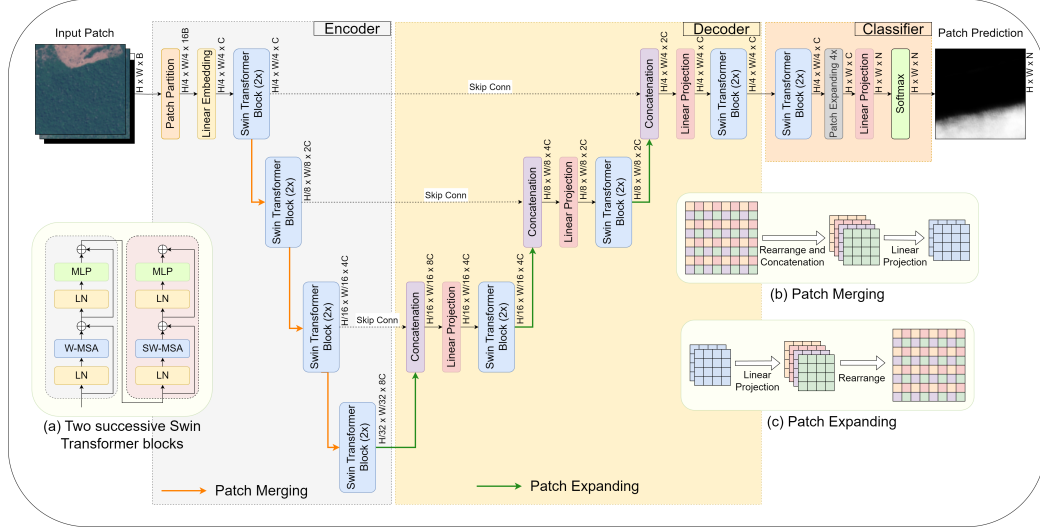 Input Patch
H x W x B
Patch Partition
H/4 x W/4 x 16B
Linear Embedding
H/4 x W/4 x C
Swin Transformer
Block (2x)
H/4 x W/4 x C
Encoder
Skip Conn
Decoder
Concatenation
H/4 x W/4 x 2C
Linear Projection
H/4 x W/4 x C
Swin Transformer
Block (2x)
H/4 x W/4 x C
Classifier
Swin Transformer
Block (2x)
H/4 x W/4 x C
Patch Expanding 4x
H x W x C
Linear Projection
H x W x N
Softmax
H x W x N
Patch Prediction
H x W x N
Swin Transformer
Block (2x)
H/8 x W/8 x 2C
Skip Conn
Concatenation
H/8 x W/8 x 4C
Linear Projection
H/8 x W/8 x 2C
Swin Transformer
Block (2x)
H/8 x W/8 x 2C
Swin Transformer
Block (2x)
H/16 x W/16 x 4C
Skip Conn
Concatenation
H/16 x W/16 x 8C
Linear Projection
H/16 x W/16 x 4C
Swin Transformer
Block (2x)
H/16 x W/16 x 4C
Swin Transformer
Block (2x)
H/32 x W/32 x 8C
Patch Merging
Patch Expanding
MLP
LN
W-MSA
LN
MLP
LN
SW-MSA
LN
(a) Two successive Swin
Transformer blocks
Rearrange and
Concatenation
Linear
Projection
(b) Patch Merging
Linear
Projection
Rearrange
(c) Patch Expanding